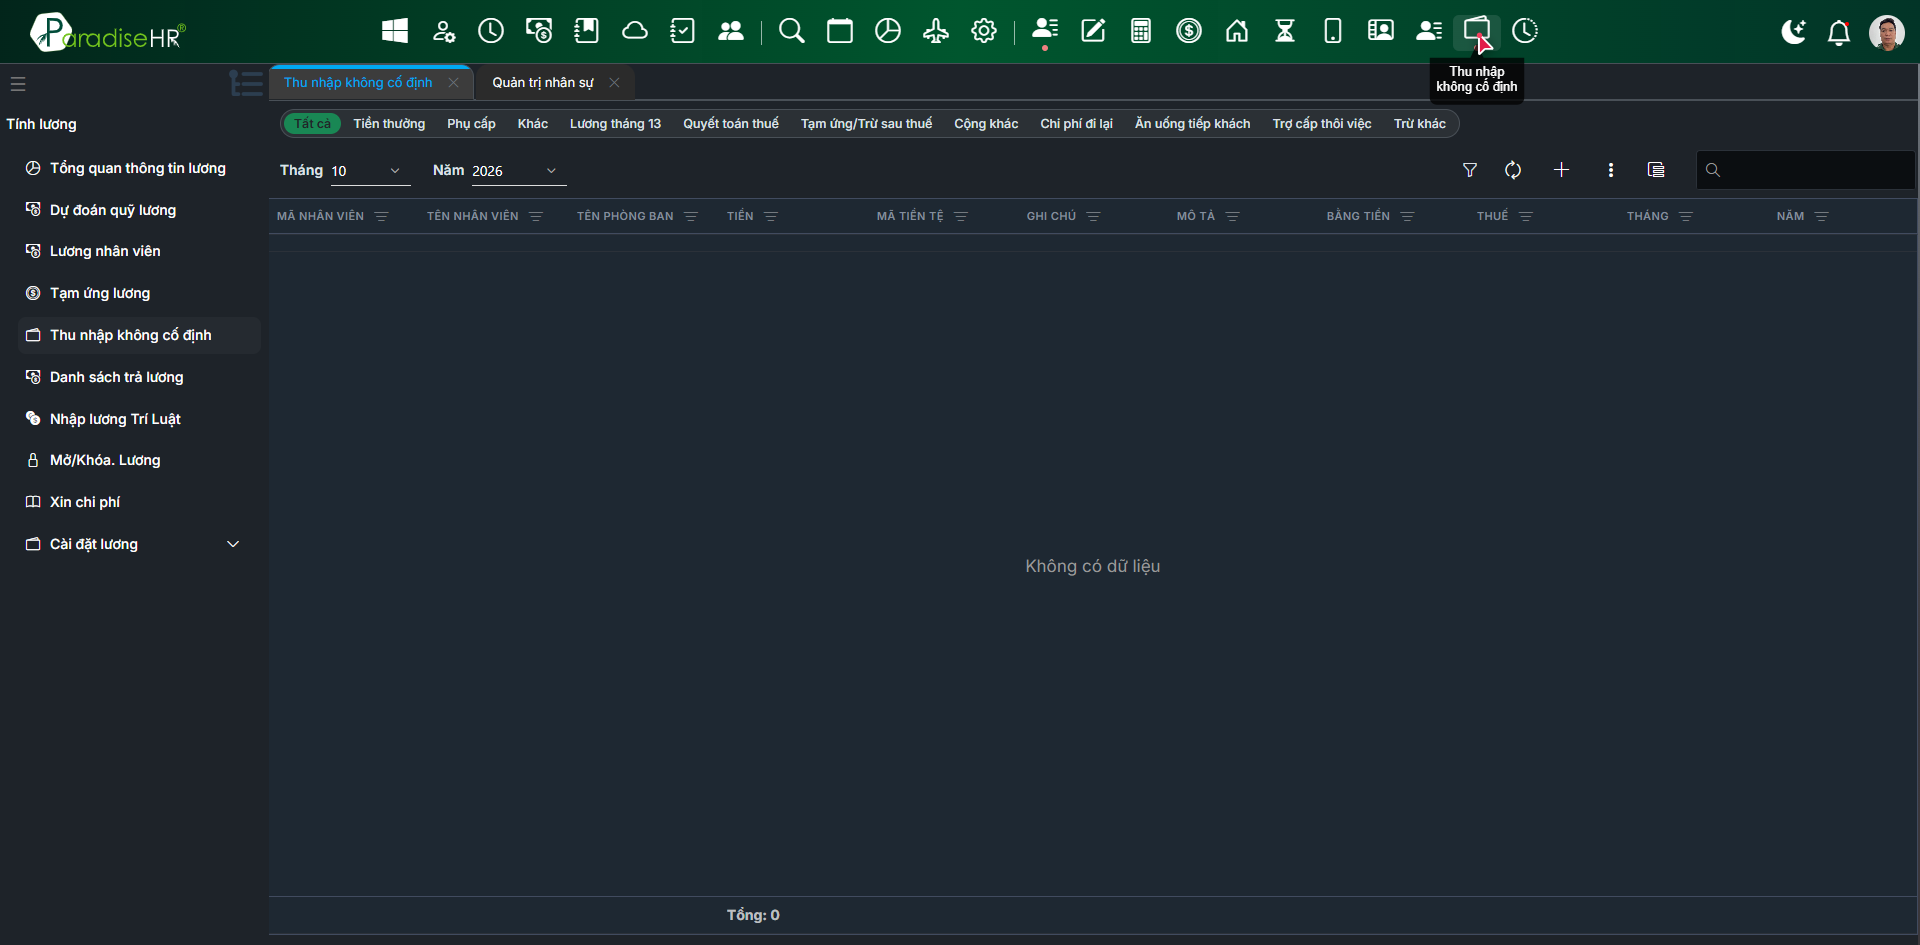 ParadiseHR®
Thu nhập
không cố định
Thu nhập không cố định
Quản trị nhân sự
Tính lương
Tổng quan thông tin lương
Dự đoán quỹ lương
Lương nhân viên
Tạm ứng lương
Thu nhập không cố định
Danh sách trả lương
Nhập lương Trí Luật
Mở/Khóa. Lương
Xin chi phí
Cài đặt lương
Tất cả Tiền thưởng Phụ cấp Khác Lương tháng 13 Quyết toán thuế Tạm ứng/Trừ sau thuế Cộng khác Chi phí đi lại Ăn uống tiếp khách Trợ cấp thôi việc Trừ khác
Tháng 10 Năm 2026
MÃ NHÂN VIÊN TÊN NHÂN VIÊN TÊN PHÒNG BAN TIỀN MÃ TIỀN TỆ GHI CHÚ MÔ TẢ BẰNG TIỀN THUẾ THÁNG NĂM
Không có dữ liệu
Tổng: 0